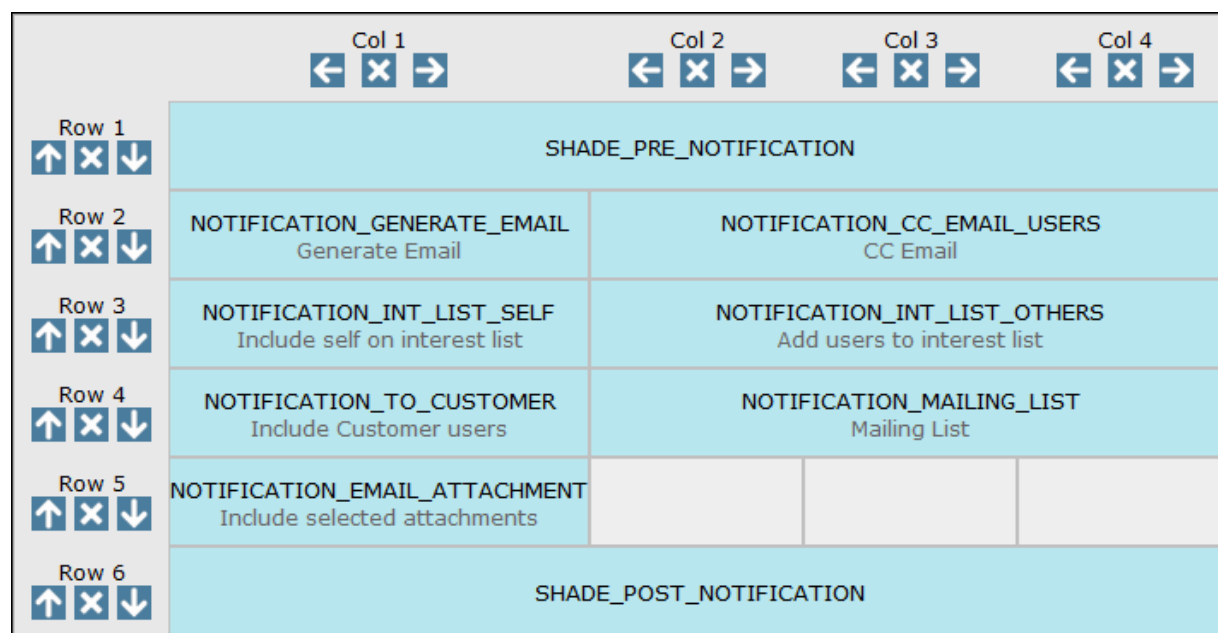 Col 1 Col 2 Col 3 Col 4
Row 1
SHADE_PRE_NOTIFICATION
Row 2
NOTIFICATION_GENERATE_EMAIL NOTIFICATION_CC_EMAIL_USERS
Generate Email CC Email
Row 3
NOTIFICATION_INT_LIST_SELF NOTIFICATION_INT_LIST_OTHERS
Include self on interest list Add users to interest list
Row 4
NOTIFICATION_TO_CUSTOMER NOTIFICATION_MAILING_LIST
Include Customer users Mailing List
Row 5
NOTIFICATION_EMAIL_ATTACHMENT
Include selected attachments
Row 6
SHADE_POST_NOTIFICATION